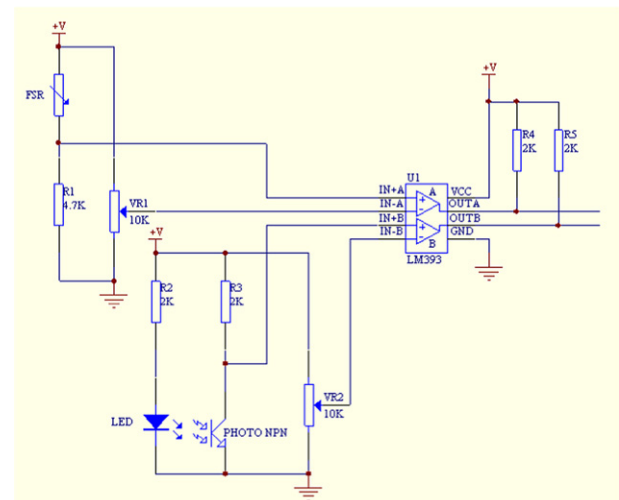 +V
FSR
R1
4.7K
VR1
10K
+V
R4
2K
R5
2K
U1
IN+A
IN-A
IN+B
IN-B
A
+
-
+
-
B
VCC
OUTA
OUTB
GND
LM393
+V
R2
2K
R3
2K
VR2
10K
LED
PHOTO NPN